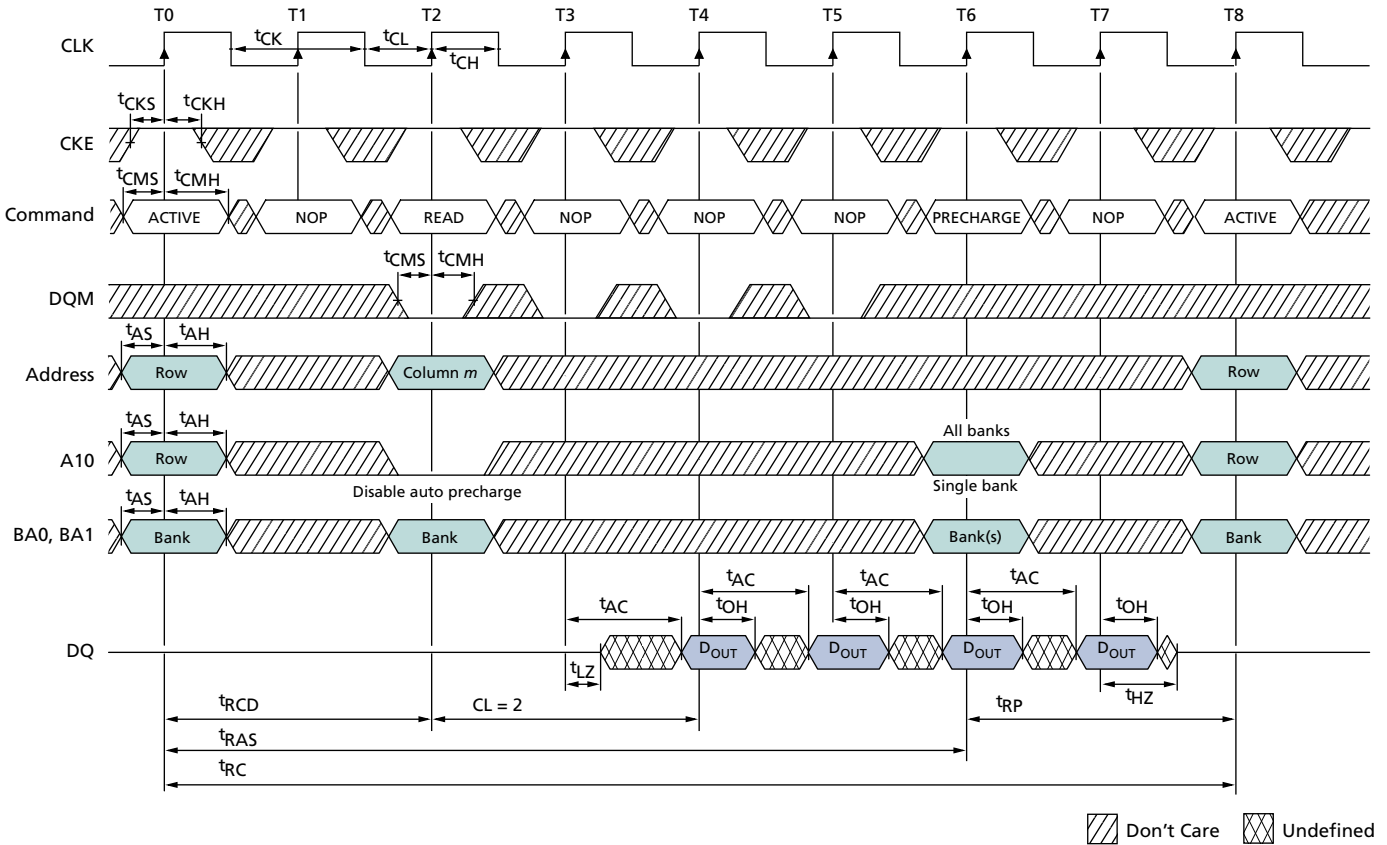 T0 T1 T2 T3 T4 T5 T6 T7 T8
CLK tCK tCL tCH
tCKS tCKH
CKE
tCMS tCMH
Command ACTIVE NOP READ NOP NOP NOP PRECHARGE NOP ACTIVE
tCMS tCMH
DQM
tAS tAH
Address Row Column m Row
tAS tAH All banks
A10 Row Row
Disable auto precharge Single bank
tAS tAH
BA0, BA1 Bank Bank Bank(s) Bank
tAC tAC tAC tAC
tOH tOH tOH tOH
DQ DOUT DOUT DOUT DOUT
tLZ tHZ
tRCD CL = 2 tRP
tRAS
tRC
Don't Care Undefined